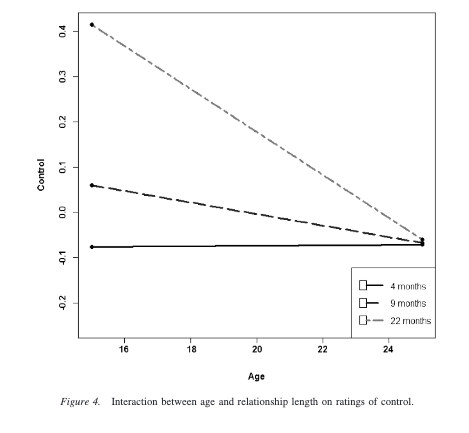 0.4
0.3
0.2
0.1
0.0
-0.1
-0.2
Control
16 18 20 22 24
Age
4 months
9 months
22 months
Figure 4. Interaction between age and relationship length on ratings of control.